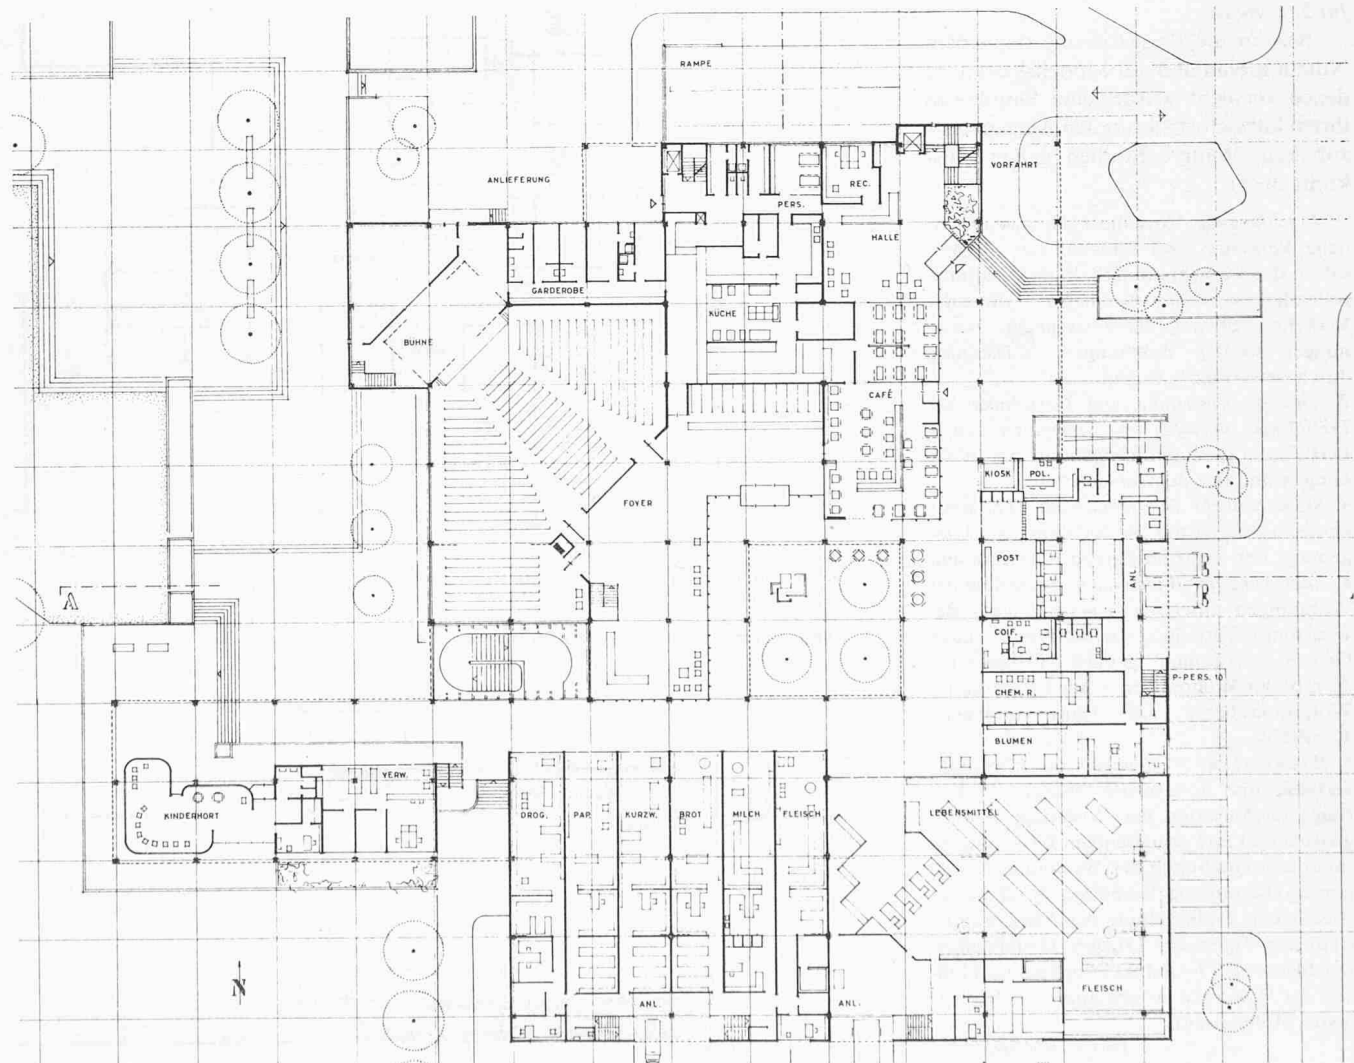 RAMPE
VORFAHRT
ANLIEFERUNG
REC.
PERS.
HALLE
GARDEROBE
KÜCHE
BÜHNE
CAFÉ
KIOSK
POL.
FOYER
POST
ANL.
A
COIF.
CHEM. R.
P-PERS. 10
BLUMEN
VERW.
KINDERHORT
DROG.
PAP.
KURZW.
BROT
MILCH
FLEISCH
LEBENSMITTEL
N
FLEISCH
ANL.
ANL.